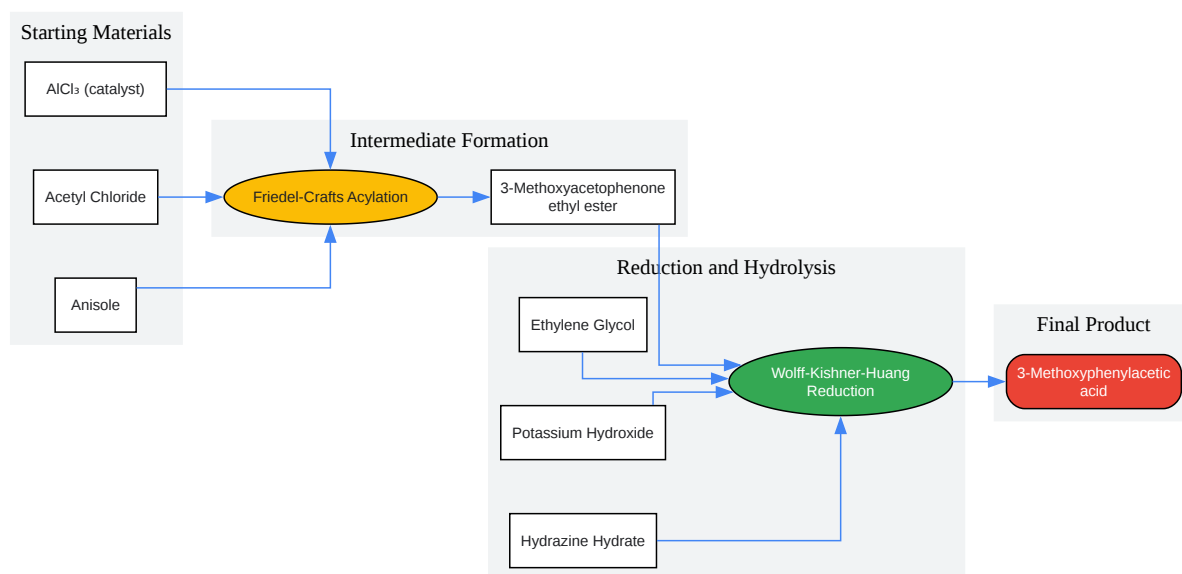 Starting Materials
AlCl₃ (catalyst)
Acetyl Chloride
Anisole
Intermediate Formation
Friedel-Crafts Acylation
3-Methoxyacetophenone
ethyl ester
Reduction and Hydrolysis
Ethylene Glycol
Potassium Hydroxide
Hydrazine Hydrate
Wolff-Kishner-Huang
Reduction
Final Product
3-Methoxyphenylacetic
acid